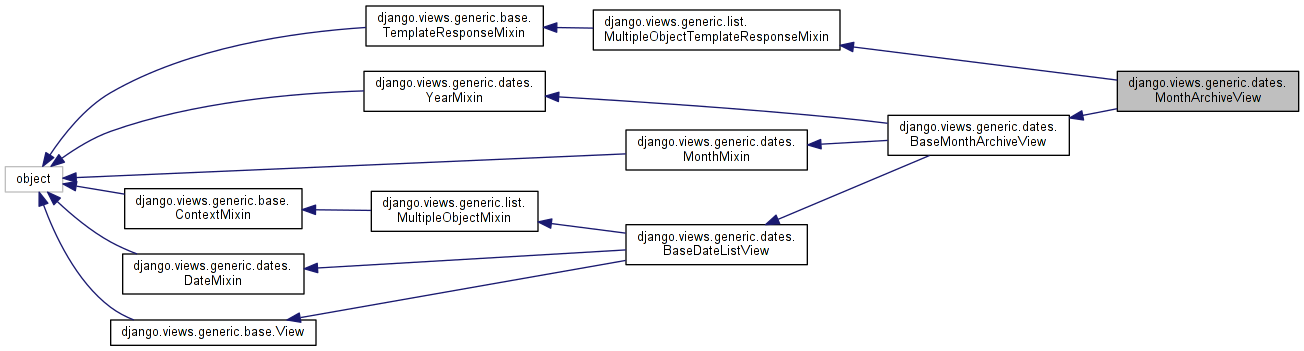 django.views.generic.base.
TemplateResponseMixin
django.views.generic.list.
MultipleObjectTemplateResponseMixin
django.views.generic.dates.
MonthArchiveView
django.views.generic.dates.
YearMixin
django.views.generic.dates.
BaseMonthArchiveView
django.views.generic.dates.
MonthMixin
object
django.views.generic.base.
ContextMixin
django.views.generic.list.
MultipleObjectMixin
django.views.generic.dates.
BaseDateListView
django.views.generic.dates.
DateMixin
django.views.generic.base.View